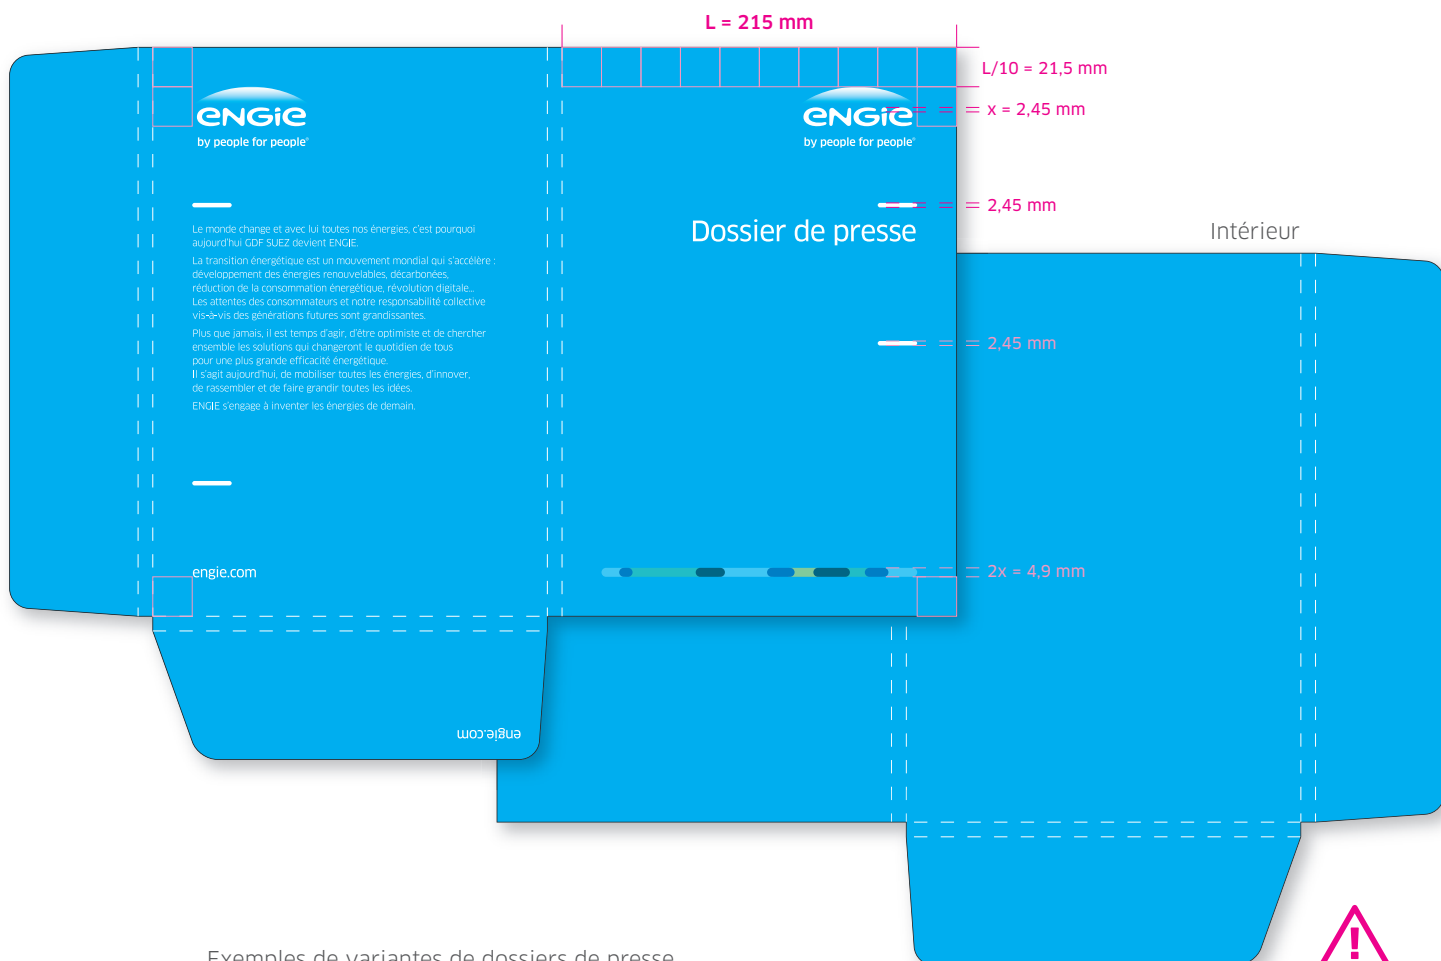 L = 215 mm
L/10 = 21,5 mm
x = 2,45 mm
ENGIE
by people for people®
ENGIE
by people for people®
2,45 mm
Le monde change et avec lui toutes nos énergies, c'est pourquoi
aujourd'hui GDF SUEZ devient ENGIE.
La transition énergétique est un mouvement mondial qui s'accélère :
développement des énergies renouvelables, décarbonées,
réduction de la consommation énergétique, révolution digitale...
Les attentes des consommateurs et notre responsabilité collective
vis-à-vis des générations futures sont grandissantes.
Plus que jamais, il est temps d'agir, d'être optimiste et de chercher
ensemble les solutions qui changeront le quotidien de tous
pour une plus grande efficacité énergétique.
Il s'agit aujourd'hui, de mobiliser toutes les énergies, d'innover,
de rassembler et de faire grandir toutes les idées.
ENGIE s'engage à inventer les énergies de demain.
Dossier de presse
Intérieur
2,45 mm
engie.com
2x = 4,9 mm
engie.com
Exemples de variantes de dossiers de presse
!